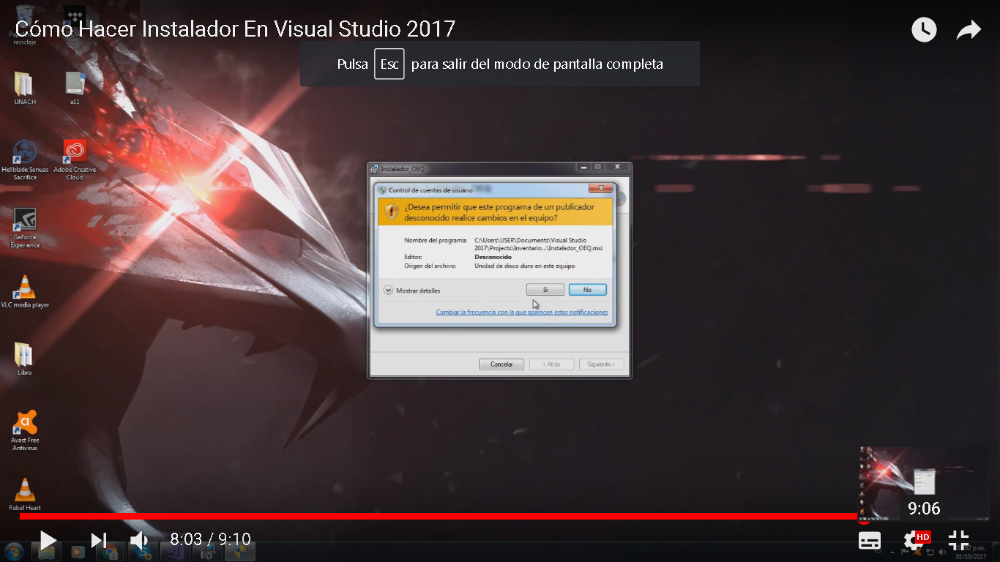 Cómo Hacer Instalador En Visual Studio 2017
Pulsa Esc para salir del modo de pantalla completa
reciclaje
UNACH
a11
Hellblade Senuas
Sacrifice
Adobe Creative
Cloud
GeForce
Experience
VLC media player
Libro
Avast Free
Antivirus
Rebel Heart
Instalador_OEQ
Control de cuentas de usuario
¿Desea permitir que este programa de un publicador
desconocido realice cambios en el equipo?
Nombre del programa: C:\Users\USER\Documents\Visual Studio
2017\Projects\Inventario...\Instalador_OEQ.msi
Editor: Desconocido
Origen del archivo: Unidad de disco duro en este equipo
Mostrar detalles
Sí
No
Cambiar la frecuencia con la que aparecen estas notificaciones
Cancelar
< Atrás
Siguiente >
9:06
8:03 / 9:10
HD
p.m.
01/10/2017